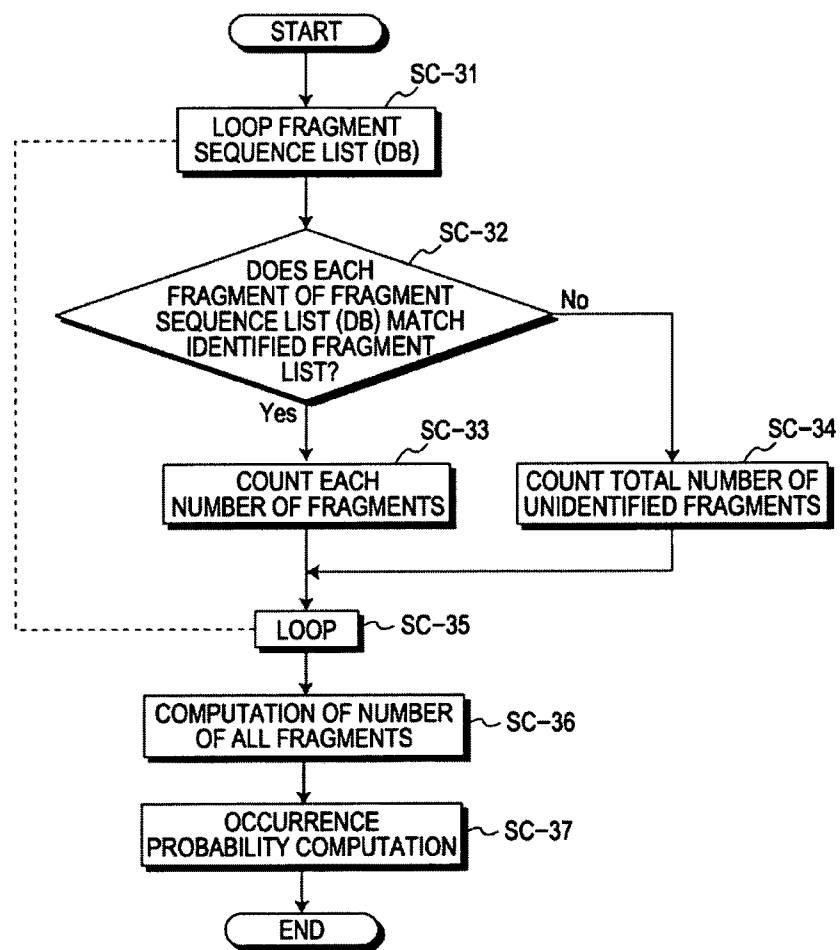 START
SC-31
LOOP FRAGMENT
SEQUENCE LIST (DB)
SC-32
DOES EACH
FRAGMENT OF FRAGMENT
SEQUENCE LIST (DB) MATCH
IDENTIFIED FRAGMENT
LIST?
No
Yes
SC-33
COUNT EACH
NUMBER OF FRAGMENTS
SC-34
COUNT TOTAL NUMBER OF
UNIDENTIFIED FRAGMENTS
LOOP
SC-35
COMPUTATION OF NUMBER
OF ALL FRAGMENTS
SC-36
OCCURRENCE
PROBABILITY COMPUTATION
SC-37
END